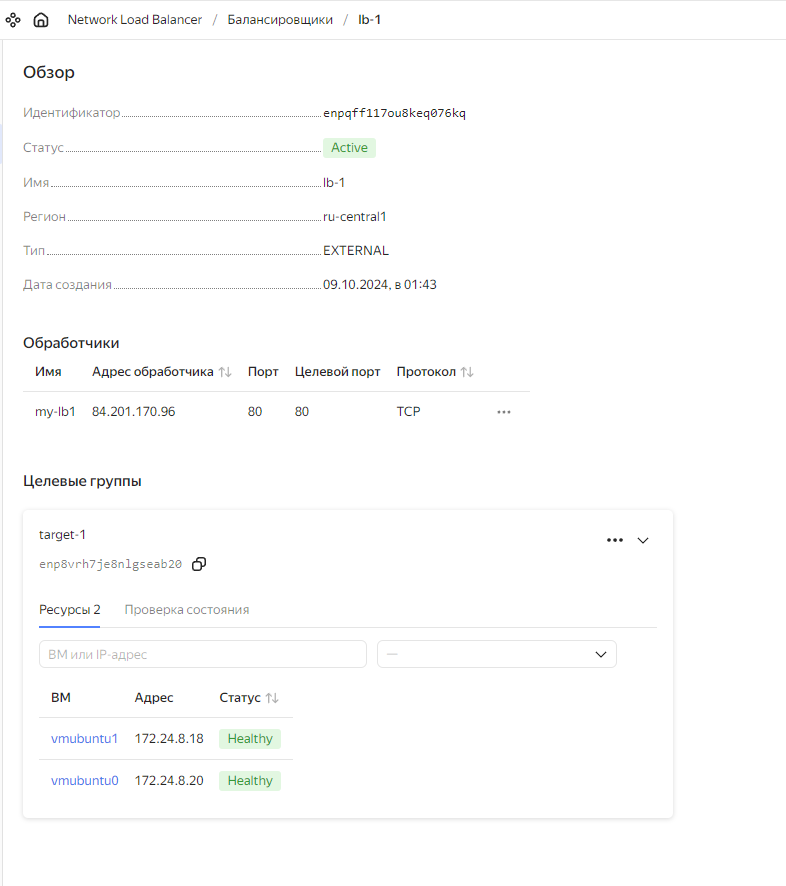 Network Load Balancer / Балансировщики / lb-1
Обзор
Идентификатор enpqff117ou8keq076kq
Статус Active
Имя lb-1
Регион ru-central1
Тип EXTERNAL
Дата создания 09.10.2024, в 01:43
Обработчики
Имя Адрес обработчика Порт Целевой порт Протокол
my-lb1 84.201.170.96 80 80 TCP
Целевые группы
target-1
enp8vrh7je8nlgseab20
Ресурсы 2 Проверка состояния
ВМ или IP-адрес —
ВМ Адрес Статус
vmubuntu1 172.24.8.18 Healthy
vmubuntu0 172.24.8.20 Healthy